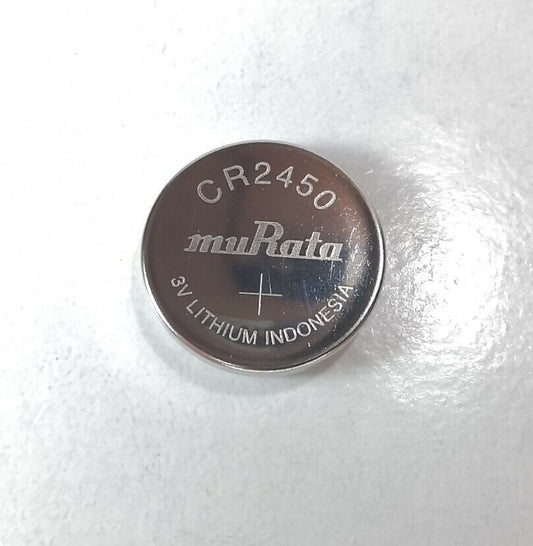 CR2450
muRata
+
3V LITHIUM INDONESIA